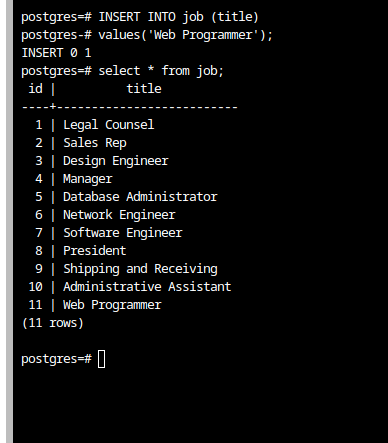 postgres=# INSERT INTO job (title)
postgres-# values('Web Programmer');
INSERT 0 1
postgres=# select * from job;
 id |          title
----+--------------------------
  1 | Legal Counsel
  2 | Sales Rep
  3 | Design Engineer
  4 | Manager
  5 | Database Administrator
  6 | Network Engineer
  7 | Software Engineer
  8 | President
  9 | Shipping and Receiving
 10 | Administrative Assistant
 11 | Web Programmer
(11 rows)
postgres=#